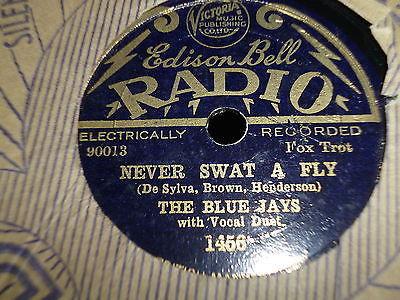 VICTORIA
MUSIC
PUBLISHING
CO. LTD.
Edison Bell
RADIO
ELECTRICALLY RECORDED
90013 Fox Trot
NEVER SWAT A FLY
(De Sylva, Brown, Henderson)
THE BLUE JAYS
with Vocal Duet
1456